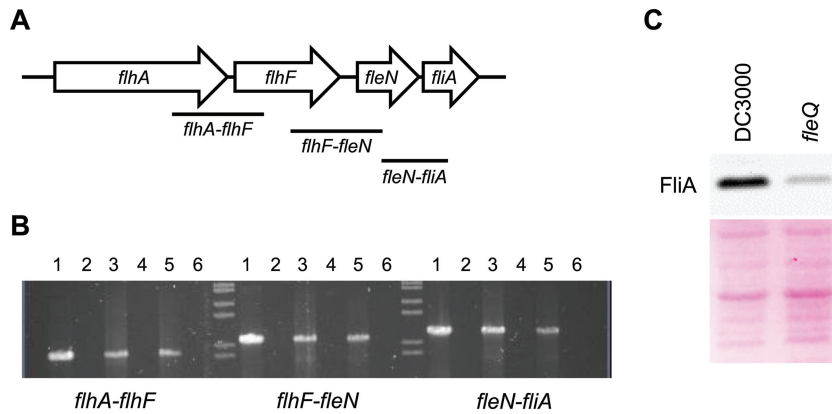 A
flhA flhF fleN fliA
flhA-flhF
flhF-fleN
fleN-fliA
B
1 2 3 4 5 6 1 2 3 4 5 6 1 2 3 4 5 6
flhA-flhF flhF-fleN fleN-fliA
C
DC3000 fleQ
FliA